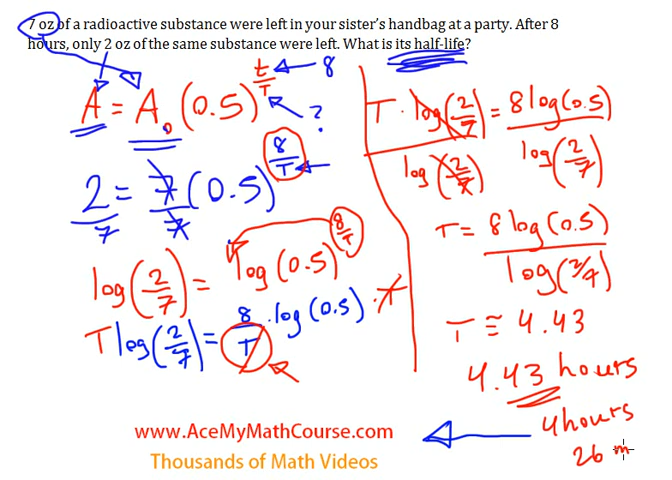 7 oz of a radioactive substance were left in your sister's handbag at a party. After 8
hours, only 2 oz of the same substance were left. What is its half-life?
A = A₀ (0.5)^(t/T) ← 8
?
2/7 = 7/7 (0.5)^(8/T)
log(2/7) = log(0.5)^(8/T)
T log(2/7) = 8/T · log(0.5) · T
T · log(2/7) / log(2/7) = 8 log(0.5) / log(2/7)
T = 8 log(0.5) / log(2/7)
T ≅ 4.43
4.43 hours
4 hours
26 m
www.AceMyMathCourse.com
Thousands of Math Videos